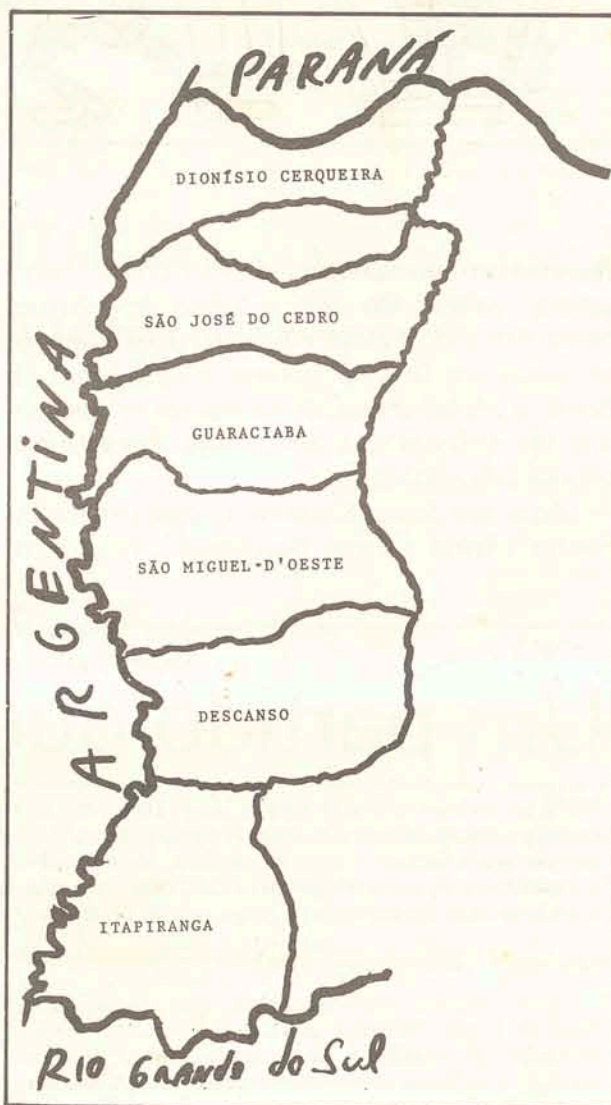 PARANÁ
DIONÍSIO CERQUEIRA
SÃO JOSÉ DO CEDRO
ARGENTINA
GUARACIABA
SÃO MIGUEL-D'OESTE
DESCANSO
ITAPIRANGA
RIO GRANDE do Sul